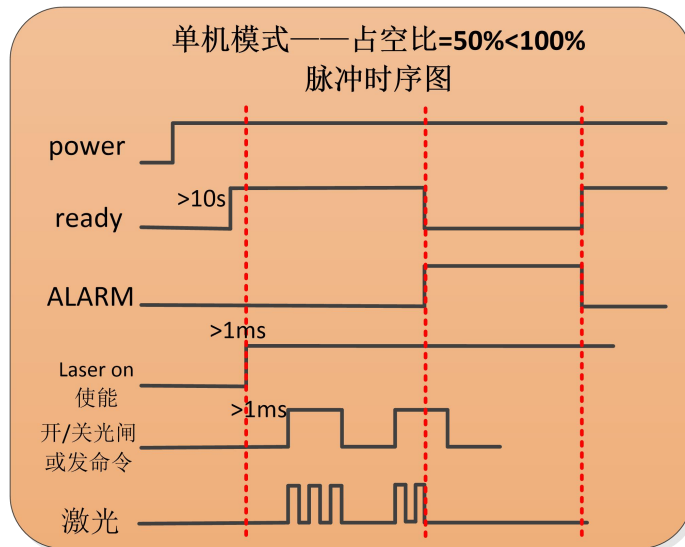 单机模式——占空比=50%<100%
脉冲时序图
power
>10s
ready
ALARM
>1ms
Laser on
使能
>1ms
开/关光闸
或发命令
激光